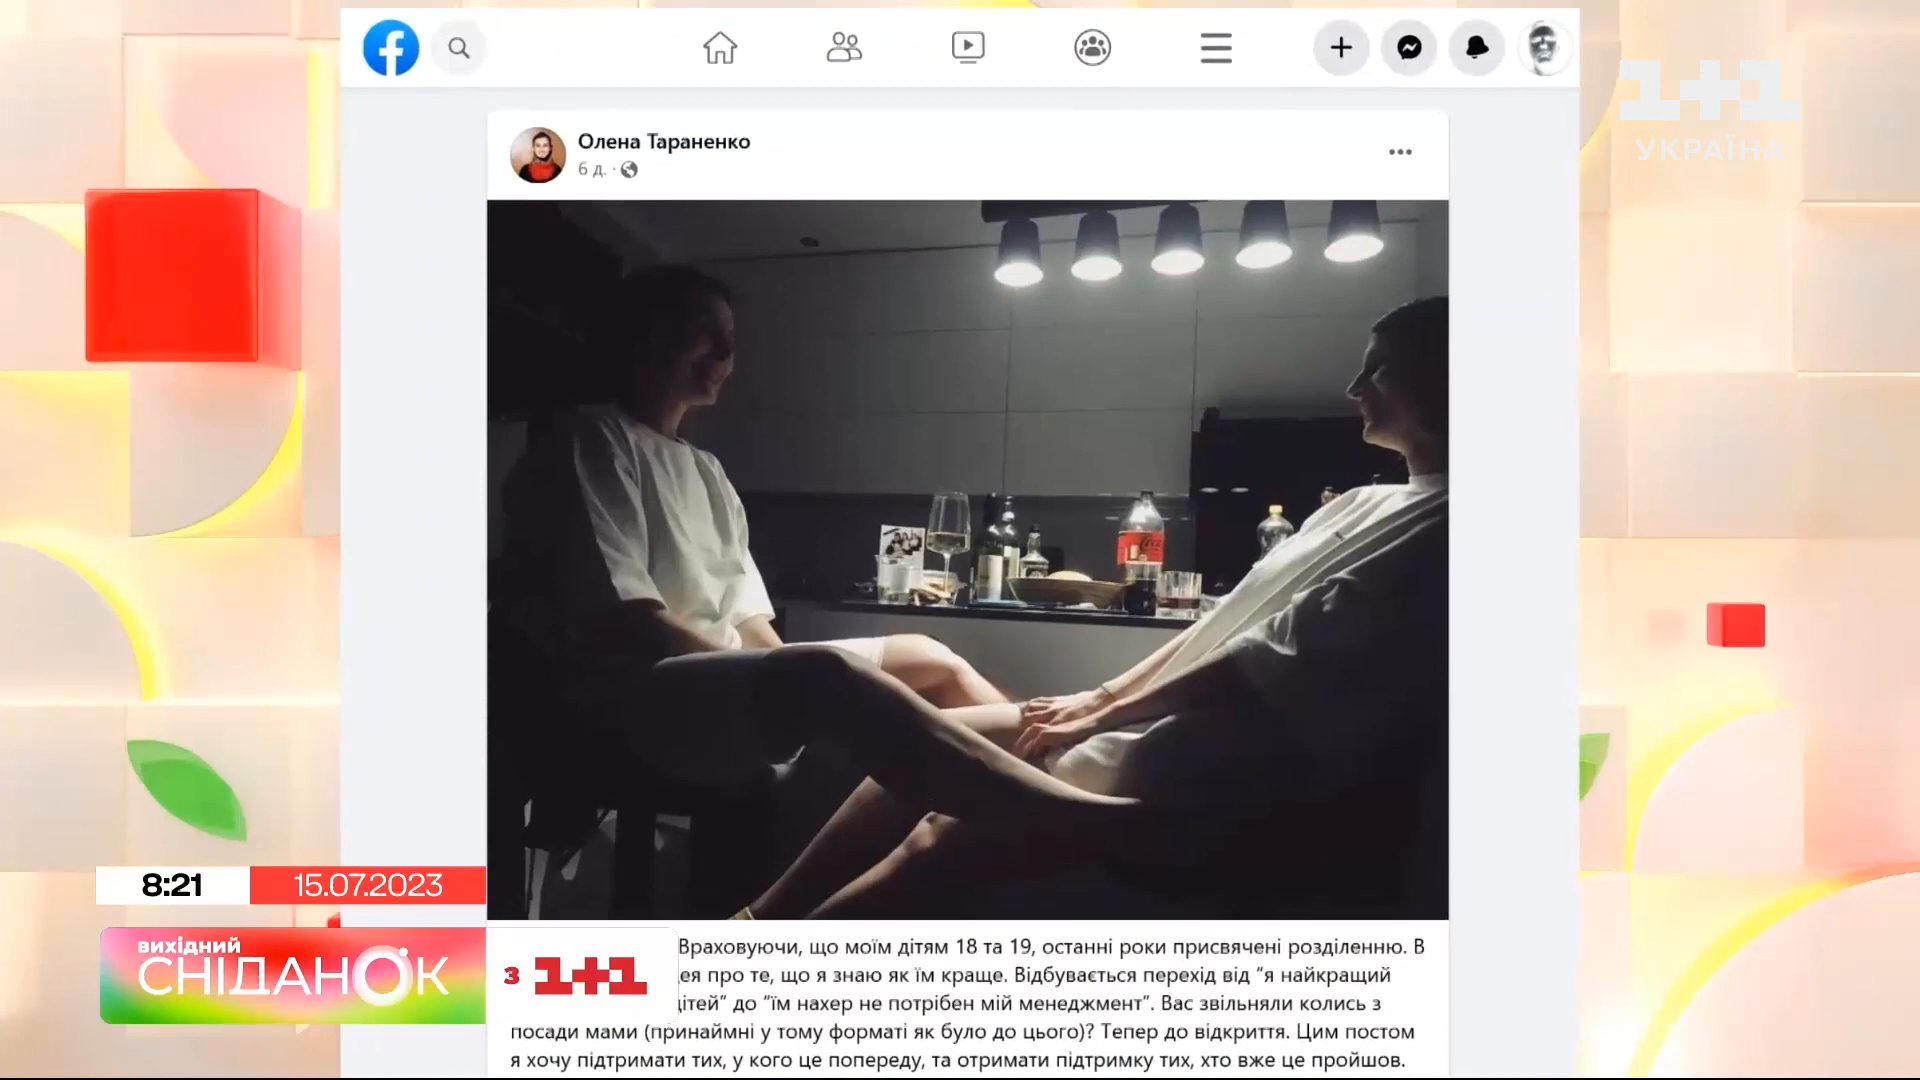 1+1
УКРАЇНА
Олена Тараненко
6 д.
Враховуючи, що моїм дітям 18 та 19, останні роки присвячені розділенню. В
про те, що я знаю як їм краще. Відбувається перехід від "я найкращий
до "їм нахер не потрібен мій менеджмент". Вас звільняли колись з
посади мами (принаймні у тому форматі як було до цього)? Тепер до відкриття. Цим постом
я хочу підтримати тих, у кого це попереду, та отримати підтримку тих, хто вже це пройшов.
8:21 15.07.2023
вихідний
СНІДАНОК
з 1+1